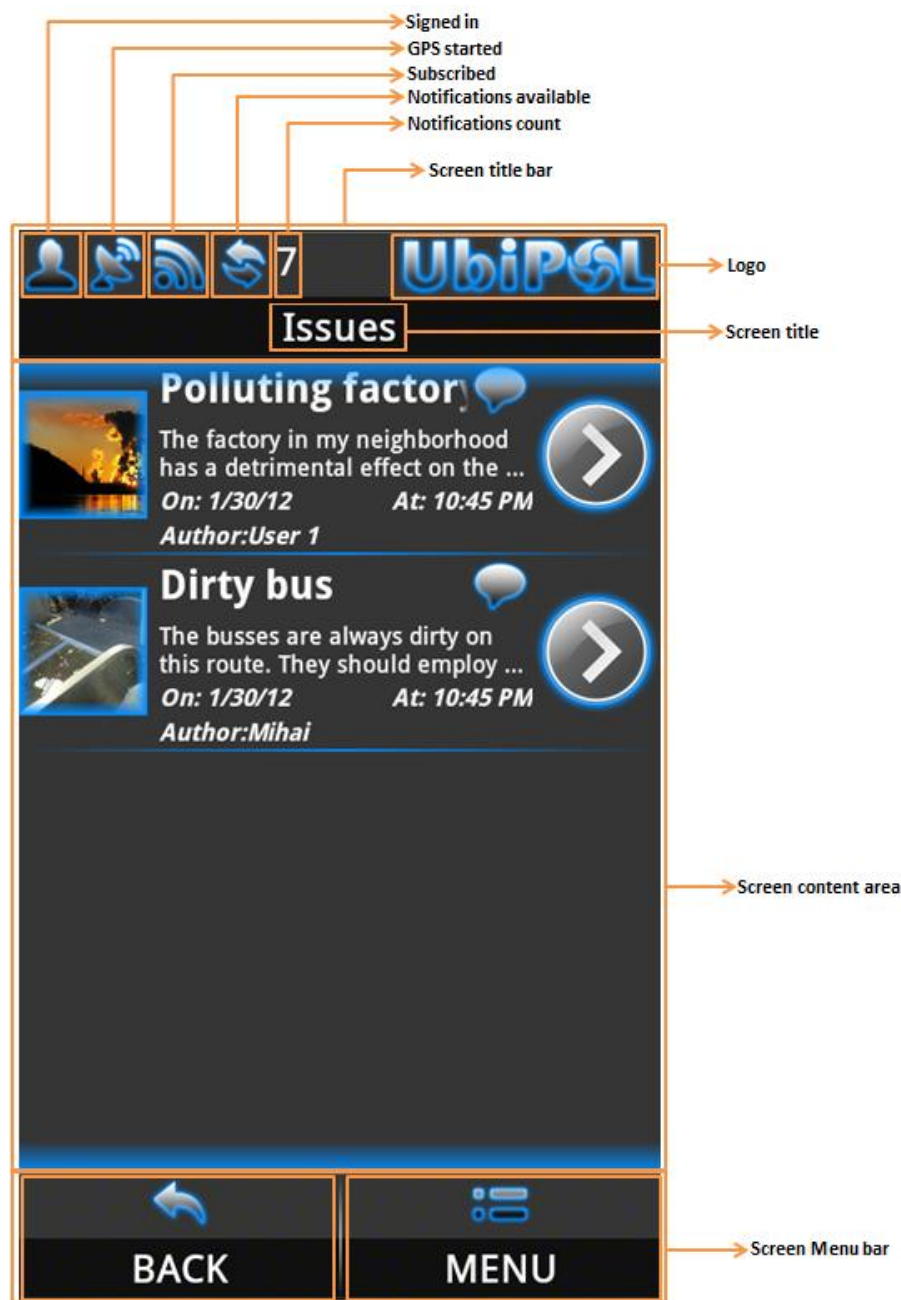 Signed in
GPS started
Subscribed
Notifications available
Notifications count
Screen title bar
7
UbiPOL
Logo
Issues
Screen title
Polluting factory
The factory in my neighborhood
has a detrimental effect on the ...
On: 1/30/12 At: 10:45 PM
Author:User 1
Dirty bus
The busses are always dirty on
this route. They should employ ...
On: 1/30/12 At: 10:45 PM
Author:Mihai
Screen content area
BACK
MENU
Screen Menu bar